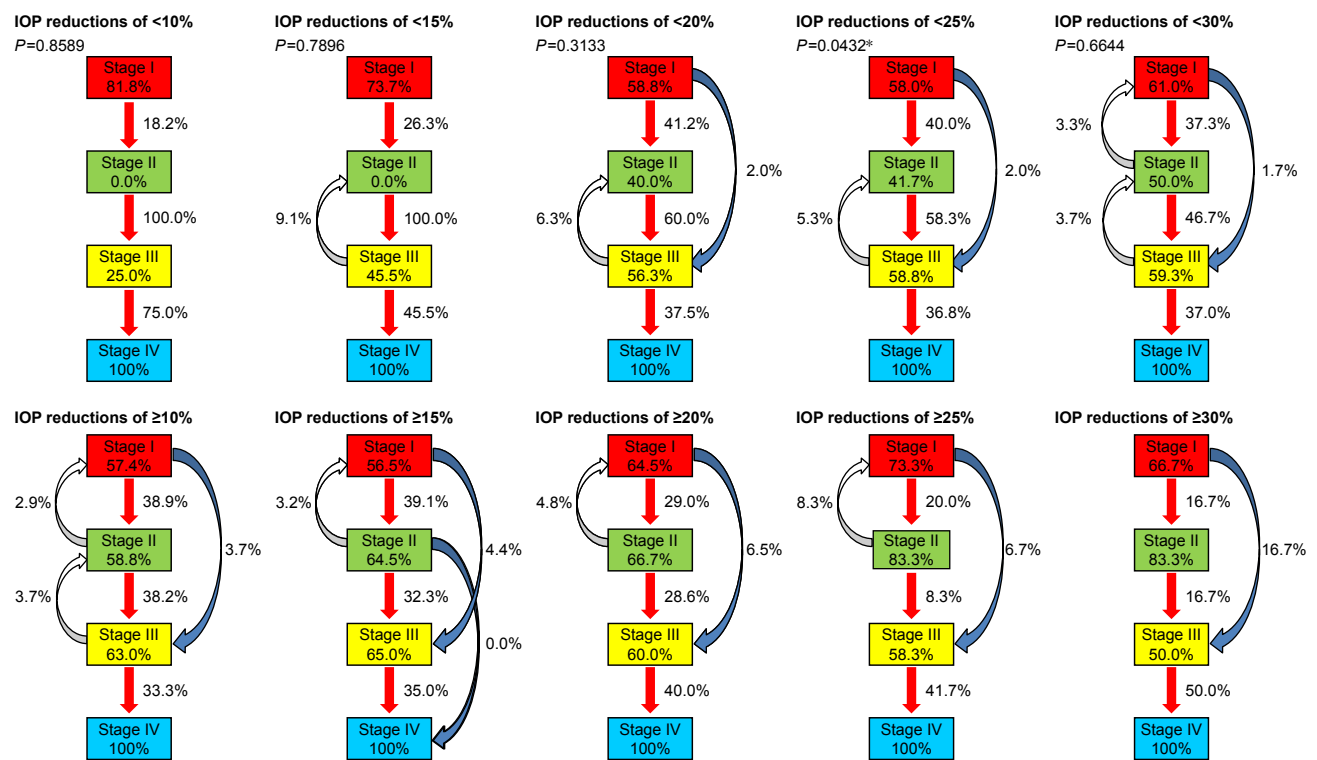 IOP reductions of <10%
P=0.8589
Stage I
81.8%
18.2%
Stage II
0.0%
100.0%
Stage III
25.0%
75.0%
Stage IV
100%
IOP reductions of <15%
P=0.7896
Stage I
73.7%
26.3%
Stage II
0.0%
9.1%
100.0%
Stage III
45.5%
45.5%
Stage IV
100%
IOP reductions of <20%
P=0.3133
Stage I
58.8%
41.2%
Stage II
40.0%
2.0%
6.3%
60.0%
Stage III
56.3%
37.5%
Stage IV
100%
IOP reductions of <25%
P=0.0432*
Stage I
58.0%
40.0%
Stage II
41.7%
2.0%
5.3%
58.3%
Stage III
58.8%
36.8%
Stage IV
100%
IOP reductions of <30%
P=0.6644
Stage I
61.0%
3.3%
37.3%
Stage II
50.0%
1.7%
3.7%
46.7%
Stage III
59.3%
37.0%
Stage IV
100%
IOP reductions of ≥10%
Stage I
57.4%
2.9%
38.9%
Stage II
58.8%
3.7%
3.7%
38.2%
Stage III
63.0%
33.3%
Stage IV
100%
IOP reductions of ≥15%
Stage I
56.5%
3.2%
39.1%
Stage II
64.5%
4.4%
32.3%
Stage III
65.0%
0.0%
35.0%
Stage IV
100%
IOP reductions of ≥20%
Stage I
64.5%
4.8%
29.0%
Stage II
66.7%
6.5%
28.6%
Stage III
60.0%
40.0%
Stage IV
100%
IOP reductions of ≥25%
Stage I
73.3%
8.3%
20.0%
Stage II
83.3%
6.7%
8.3%
Stage III
58.3%
41.7%
Stage IV
100%
IOP reductions of ≥30%
Stage I
66.7%
16.7%
Stage II
83.3%
16.7%
16.7%
Stage III
50.0%
50.0%
Stage IV
100%